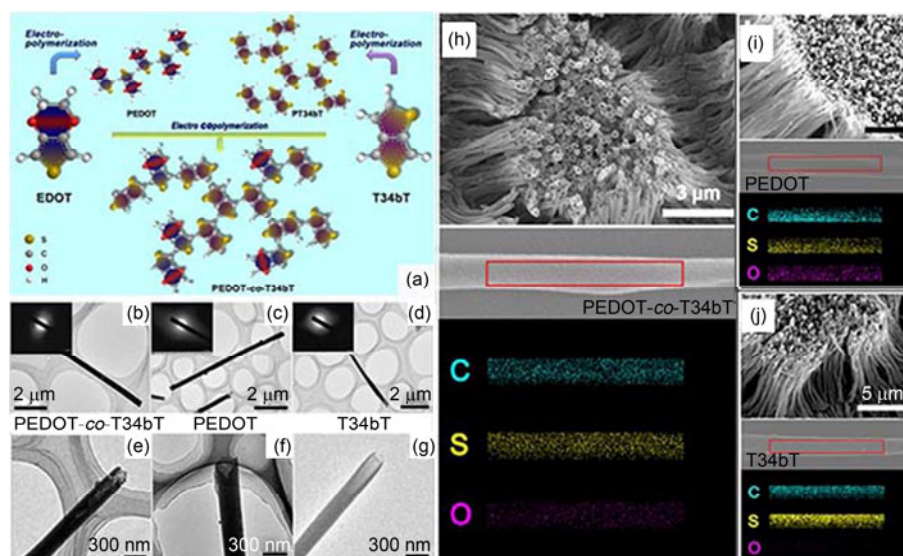 Electro-
polymerization
PEDOT
PT34bT
Electro-
polymerization
Electro copolymerization
EDOT
T34bT
S
C
O
H
PEDOT-co-T34bT
(a)
(b)
2 μm
PEDOT-co-T34bT
(c)
2 μm
PEDOT
(d)
2 μm
T34bT
(e)
300 nm
(f)
300 nm
(g)
300 nm
(h)
3 μm
PEDOT-co-T34bT
C
S
O
(i)
PEDOT
C
S
O
(j)
5 μm
T34bT
C
S
O